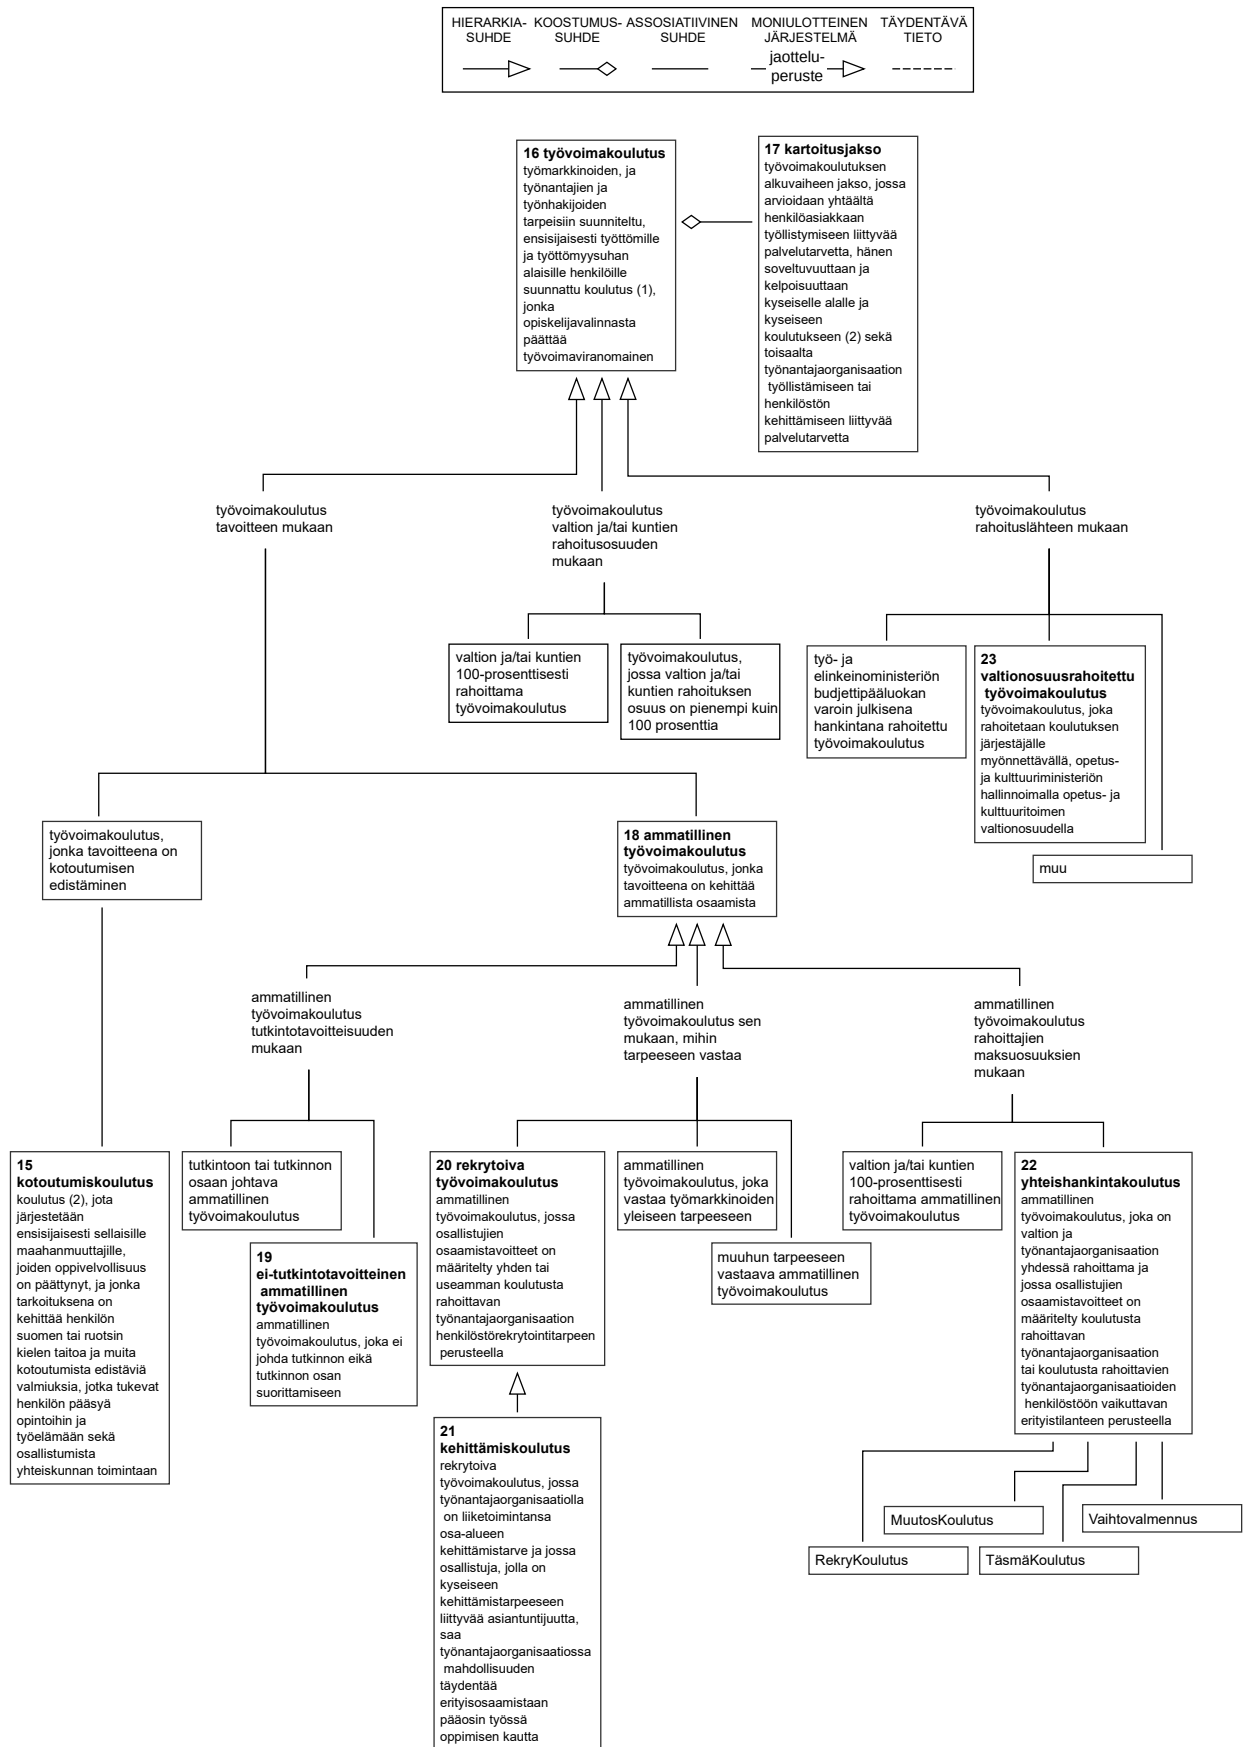 HIERARKIA-
SUHDE
KOOSTUMUS-
SUHDE
ASSOSIATIIVINEN
SUHDE
MONIULOTTEINEN
JÄRJESTELMÄ
TÄYDENTÄVÄ
TIETO
jaottelu-
peruste
16 työvoimakoulutus
työmarkkinoiden, ja
työnantajien ja
työnhakijoiden
tarpeisiin suunniteltu,
ensisijaisesti työttömille
ja työttömyysuhan
alaisille henkilöille
suunnattu koulutus (1),
jonka
opiskelijavalinnasta
päättää
työvoimaviranomainen
17 kartoitusjakso
työvoimakoulutuksen
alkuvaiheen jakso, jossa
arvioidaan yhtäältä
henkilöasiakkaan
työllistymiseen liittyvää
palvelutarvetta, hänen
soveltuvuuttaan ja
kelpoisuuttaan
kyseiselle alalle ja
kyseiseen
koulutukseen (2) sekä
toisaalta
työnantajaorganisaation
työllistämiseen tai
henkilöstön
kehittämiseen liittyvää
palvelutarvetta
työvoimakoulutus
tavoitteen mukaan
työvoimakoulutus
valtion ja/tai kuntien
rahoitusosuuden
mukaan
työvoimakoulutus
rahoituslähteen mukaan
valtion ja/tai kuntien
100-prosenttisesti
rahoittama
työvoimakoulutus
työvoimakoulutus,
jossa valtion ja/tai
kuntien rahoituksen
osuus on pienempi kuin
100 prosenttia
työ- ja
elinkeinoministeriön
budjettipääluokan
varoin julkisena
hankintana rahoitettu
työvoimakoulutus
23
valtionosuusrahoitettu
työvoimakoulutus
työvoimakoulutus, joka
rahoitetaan koulutuksen
järjestäjälle
myönnettävällä, opetus-
ja kulttuuriministeriön
hallinnoimalla opetus- ja
kulttuuritoimen
valtionosuudella
muu
työvoimakoulutus,
jonka tavoitteena on
kotoutumisen
edistäminen
18 ammatillinen
työvoimakoulutus
työvoimakoulutus, jonka
tavoitteena on kehittää
ammatillista osaamista
ammatillinen
työvoimakoulutus
tutkintotavoitteisuuden
mukaan
ammatillinen
työvoimakoulutus sen
mukaan, mihin
tarpeeseen vastaa
ammatillinen
työvoimakoulutus
rahoittajien
maksuosuuksien
mukaan
15
kotoutumiskoulutus
koulutus (2), jota
järjestetään
ensisijaisesti sellaisille
maahanmuuttajille,
joiden oppivelvollisuus
on päättynyt, ja jonka
tarkoituksena on
kehittää henkilön
suomen tai ruotsin
kielen taitoa ja muita
kotoutumista edistäviä
valmiuksia, jotka tukevat
henkilön pääsyä
opintoihin ja
työelämään sekä
osallistumista
yhteiskunnan toimintaan
tutkintoon tai tutkinnon
osaan johtava
ammatillinen
työvoimakoulutus
19
ei-tutkintotavoitteinen
ammatillinen
työvoimakoulutus
ammatillinen
työvoimakoulutus, joka ei
johda tutkinnon eikä
tutkinnon osan
suorittamiseen
20 rekrytoiva
työvoimakoulutus
ammatillinen
työvoimakoulutus, jossa
osallistujien
osaamistavoitteet on
määritelty yhden tai
useamman koulutusta
rahoittavan
työnantajaorganisaation
henkilöstörekrytointitarpeen
perusteella
ammatillinen
työvoimakoulutus, joka
vastaa työmarkkinoiden
yleiseen tarpeeseen
muuhun tarpeeseen
vastaava ammatillinen
työvoimakoulutus
valtion ja/tai kuntien
100-prosenttisesti
rahoittama ammatillinen
työvoimakoulutus
22
yhteishankintakoulutus
ammatillinen
työvoimakoulutus, joka on
valtion ja
työnantajaorganisaation
yhdessä rahoittama ja
jossa osallistujien
osaamistavoitteet on
määritelty koulutusta
rahoittavan
työnantajaorganisaation
tai koulutusta rahoittavien
työnantajaorganisaatioiden
henkilöstöön vaikuttavan
erityistilanteen perusteella
21
kehittämiskoulutus
rekrytoiva
työvoimakoulutus, jossa
työnantajaorganisaatiolla
on liiketoimintansa
osa-alueen
kehittämistarve ja jossa
osallistuja, jolla on
kyseiseen
kehittämistarpeeseen
liittyvää asiantuntijuutta,
saa
työnantajaorganisaatiossa
mahdollisuuden
täydentää
erityisosaamistaan
pääosin työssä
oppimisen kautta
MuutosKoulutus
Vaihtovalmennus
RekryKoulutus
TäsmäKoulutus